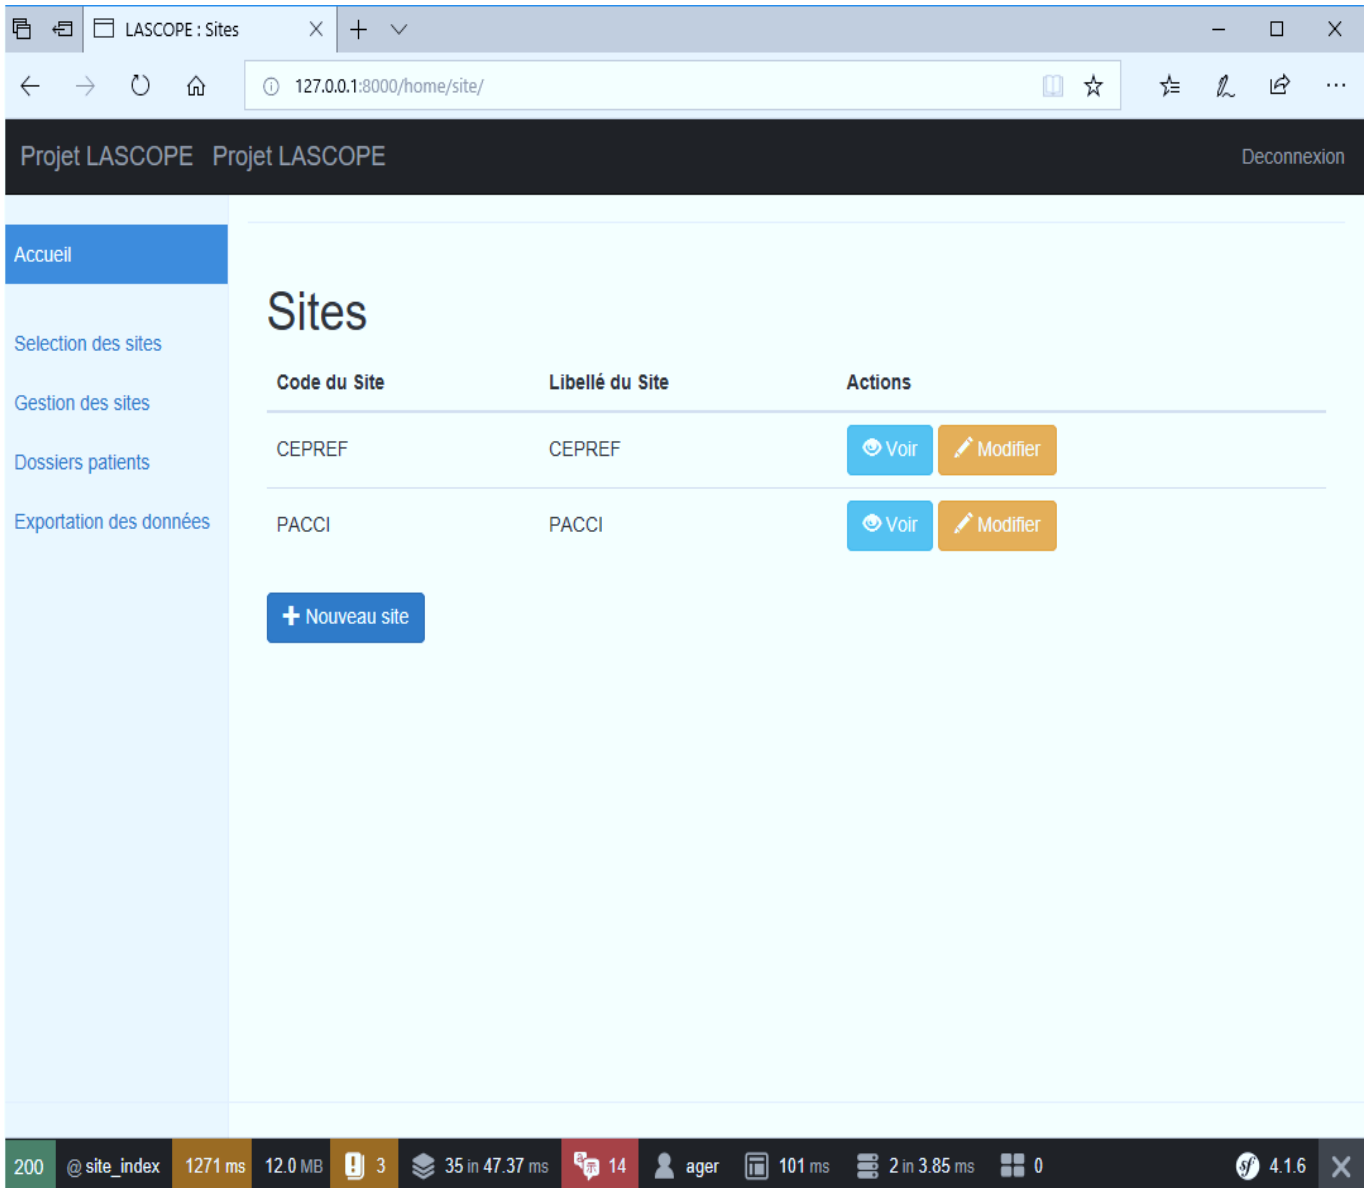 LASCOPE : Sites
127.0.0.1:8000/home/site/
Projet LASCOPE Projet LASCOPE Deconnexion
Accueil
Selection des sites
Gestion des sites
Dossiers patients
Exportation des données
Sites
Code du Site Libellé du Site Actions
CEPREF CEPREF Voir Modifier
PACCI PACCI Voir Modifier
Nouveau site
200 @ site_index 1271 ms 12.0 MB 3 35 in 47.37 ms 14 ager 101 ms 2 in 3.85 ms 0 sf 4.1.6